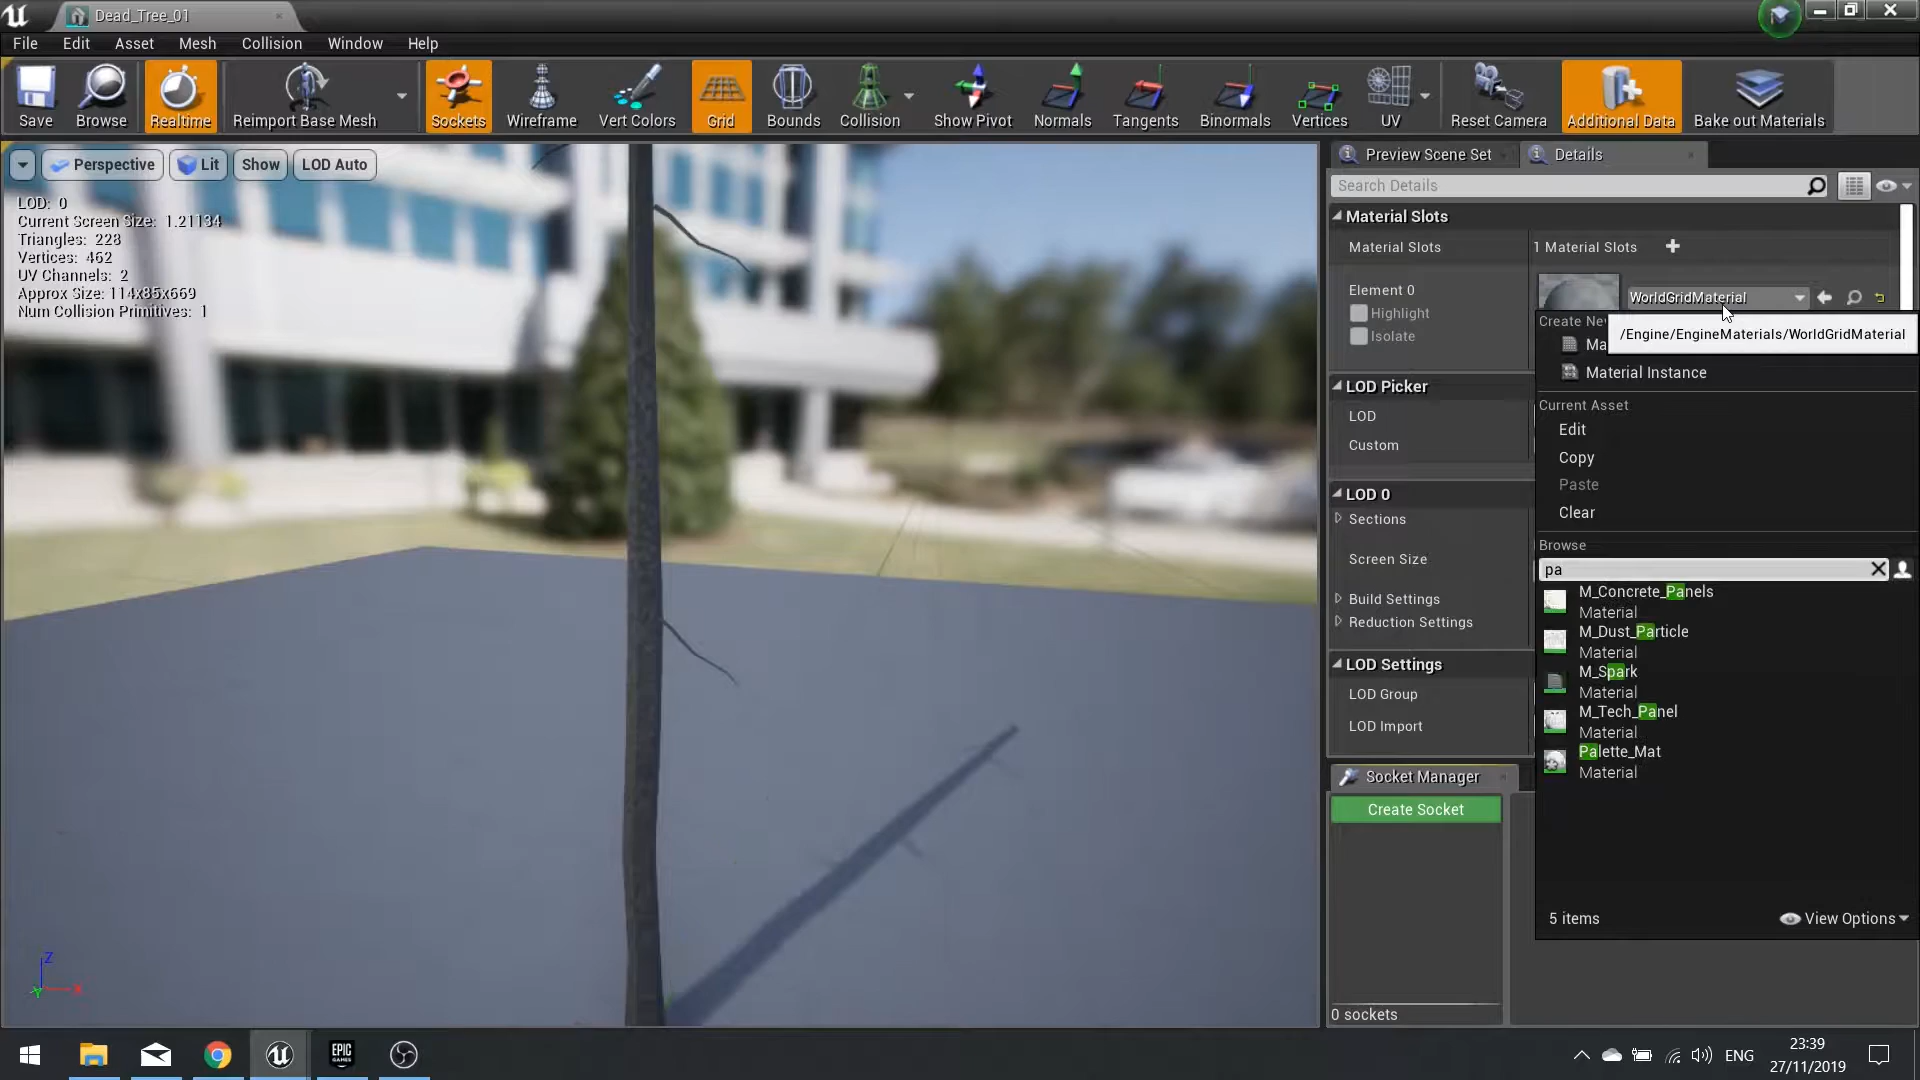 Dead_Tree_01
File Edit Asset Mesh Collision Window Help
Save Browse Realtime Reimport Base Mesh Sockets Wireframe Vert Colors Grid Bounds Collision Show Pivot Normals Tangents Binormals Vertices UV Reset Camera Additional Data Bake out Materials
Perspective Lit Show LOD Auto
LOD: 0
Current Screen Size: 1.21134
Triangles: 228
Vertices: 462
UV Channels: 2
Approx Size: 114x85x669
Num Collision Primitives: 1
Z
Y X
Preview Scene Set Details
Search Details
Material Slots
Material Slots 1 Material Slots
Element 0
Highlight
Isolate
WorldGridMaterial
/Engine/EngineMaterials/WorldGridMaterial
Create Ne
Ma
Material Instance
Current Asset
Edit
Copy
Paste
Clear
Browse
pa
M_Concrete_Panels
Material
M_Dust_Particle
Material
M_Spark
Material
M_Tech_Panel
Material
Palette_Mat
Material
5 items View Options
LOD Picker
LOD
Custom
LOD 0
Sections
Screen Size
Build Settings
Reduction Settings
LOD Settings
LOD Group
LOD Import
Socket Manager
Create Socket
0 sockets
EPIC
GAMES
ENG
23:39
27/11/2019